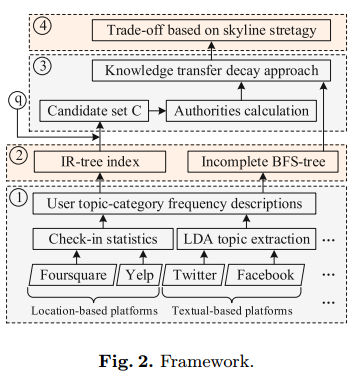 ④ Trade-off based on skyline stretagy
③ Knowledge transfer decay approach
q
Candidate set C Authorities calculation
② IR-tree index Incomplete BFS-tree
① User topic-category frequency descriptions
Check-in statistics LDA topic extraction ...
Foursquare Yelp Twitter Facebook ...
Location-based platforms Textual-based platforms ...
Fig. 2. Framework.